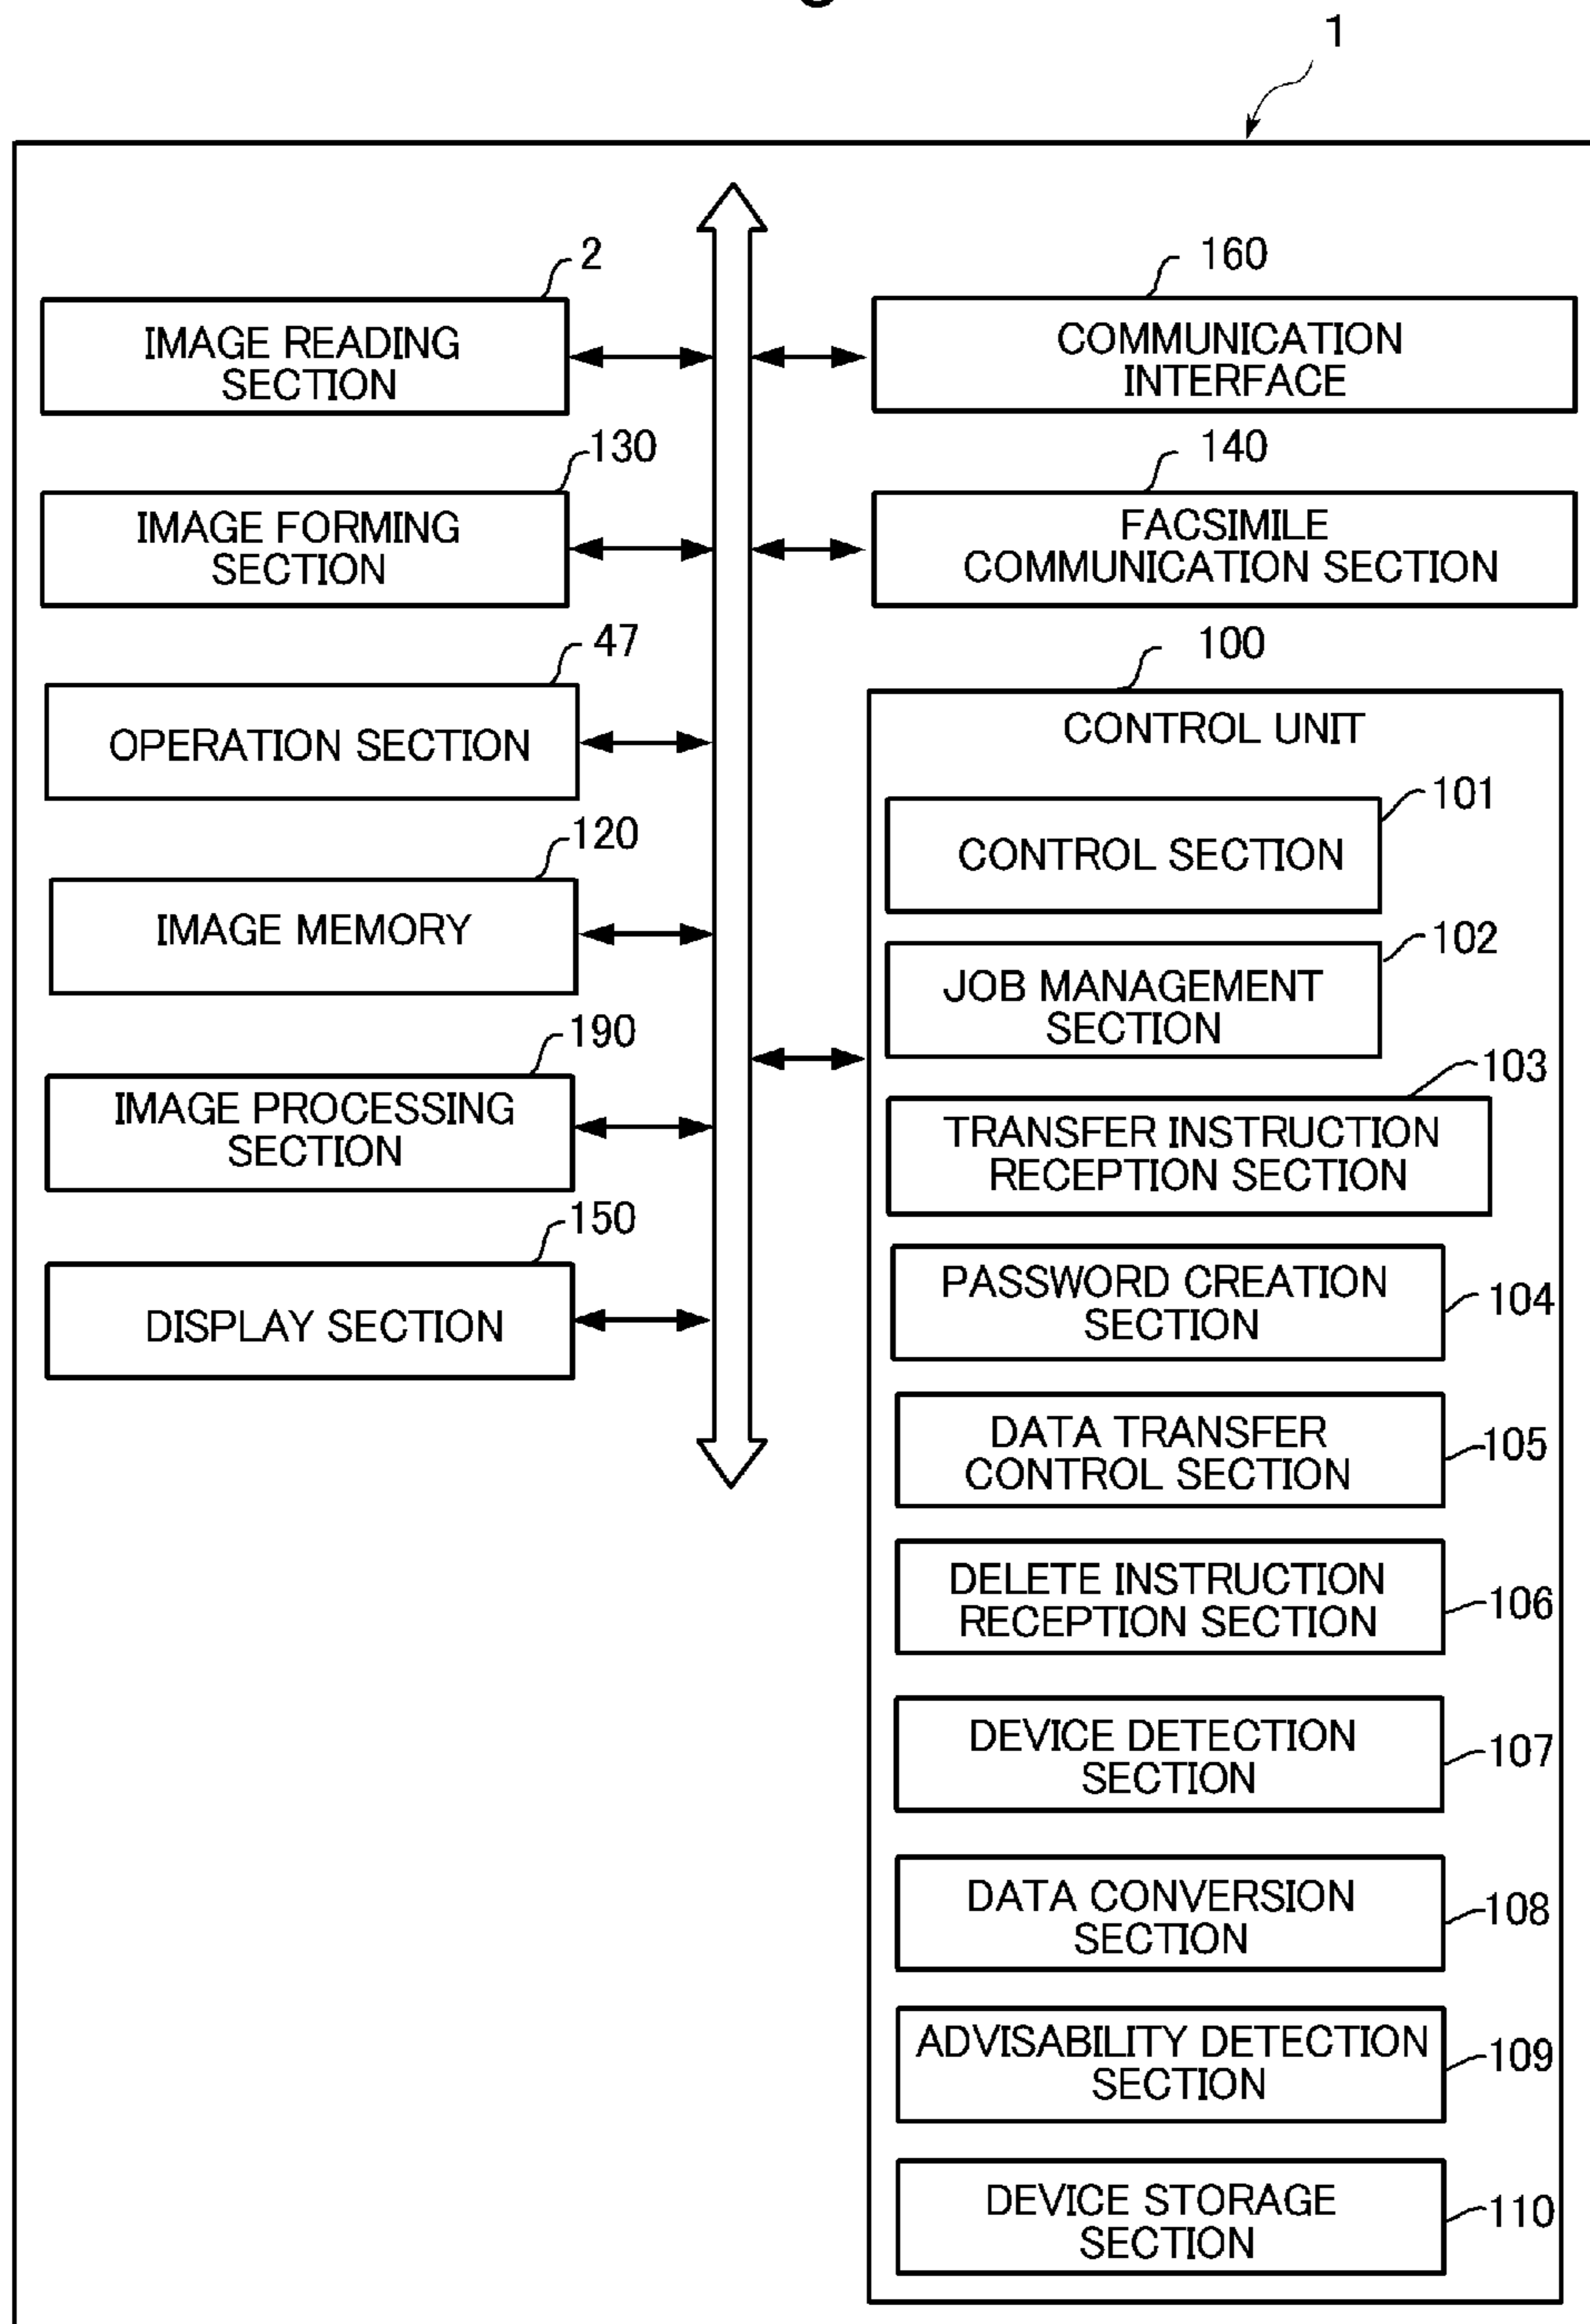 1
2
IMAGE READING
SECTION
130
IMAGE FORMING
SECTION
47
OPERATION SECTION
120
IMAGE MEMORY
190
IMAGE PROCESSING
SECTION
150
DISPLAY SECTION
160
COMMUNICATION
INTERFACE
140
FACSIMILE
COMMUNICATION SECTION
100
CONTROL UNIT
101
CONTROL SECTION
102
JOB MANAGEMENT
SECTION
103
TRANSFER INSTRUCTION
RECEPTION SECTION
PASSWORD CREATION
SECTION
104
DATA TRANSFER
CONTROL SECTION
105
DELETE INSTRUCTION
RECEPTION SECTION
106
DEVICE DETECTION
SECTION
107
DATA CONVERSION
SECTION
108
ADVISABILITY DETECTION
SECTION
109
DEVICE STORAGE
SECTION
110